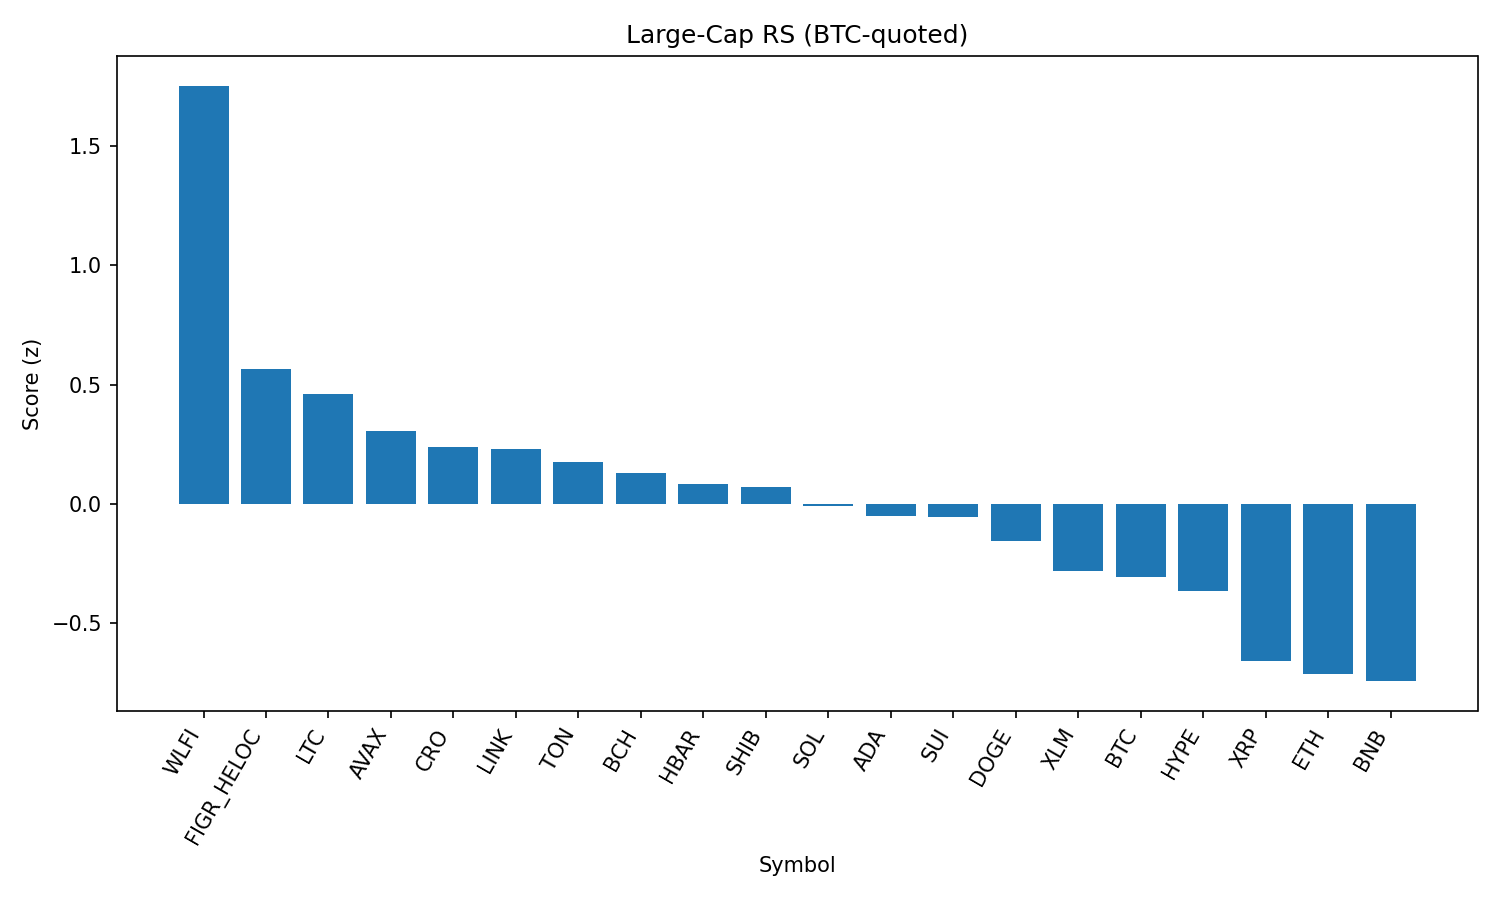 Large-Cap RS (BTC-quoted)
Score (z)
1.5
1.0
0.5
0.0
−0.5
WLFI
FIGR_HELOC
LTC
AVAX
CRO
LINK
TON
BCH
HBAR
SHIB
SOL
ADA
SUI
DOGE
XLM
BTC
HYPE
XRP
ETH
BNB
Symbol